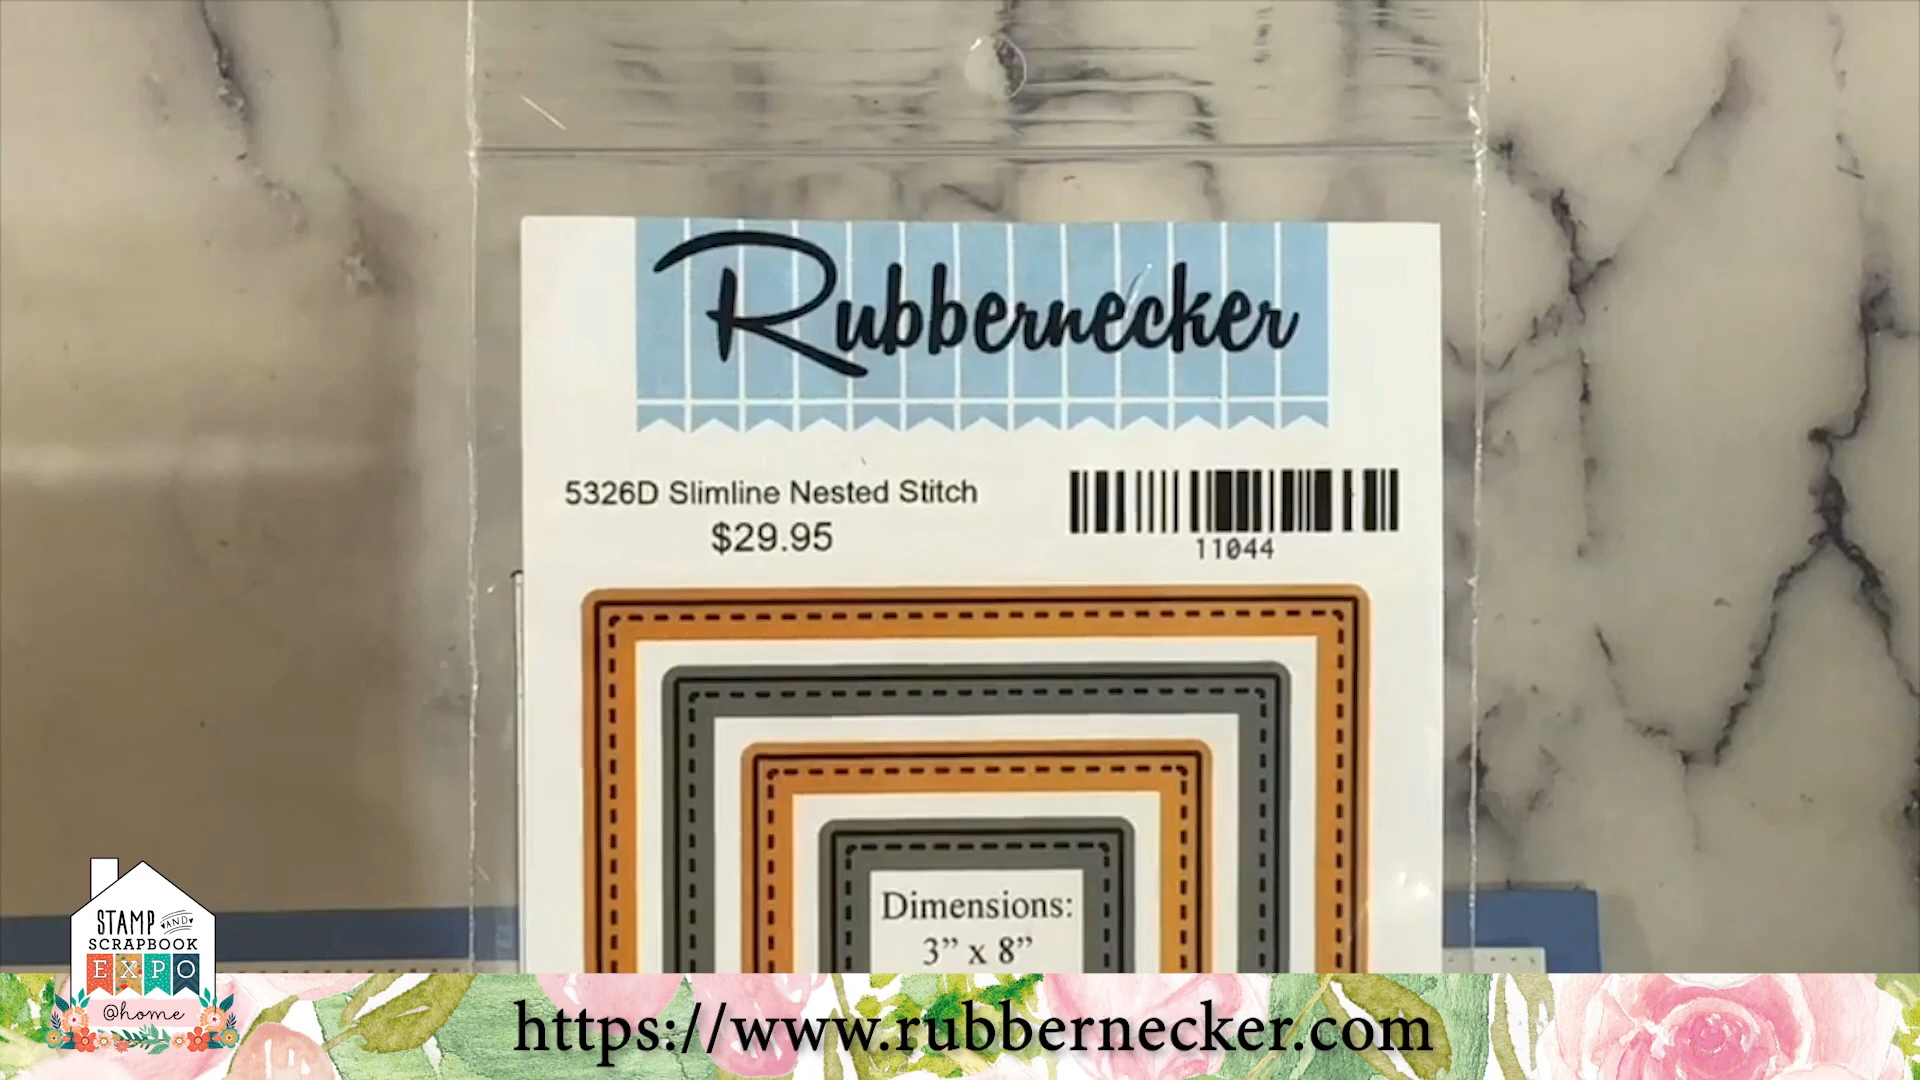 Rubbernecker
5326D Slimline Nested Stitch
$29.95
11044
Dimensions:
3” x 8”
STAMP AND
SCRAPBOOK
EXPO
@home
https://www.rubbernecker.com